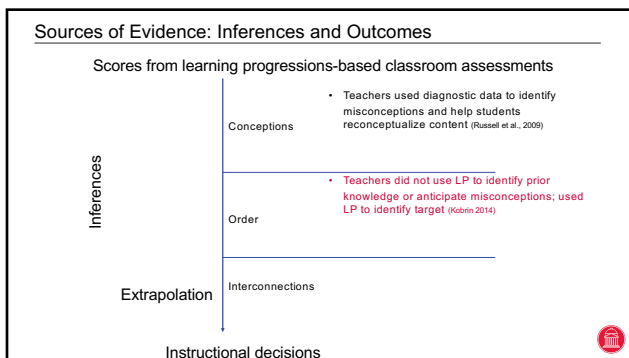 Sources of Evidence: Inferences and Outcomes
Scores from learning progressions-based classroom assessments
• Teachers used diagnostic data to identify
misconceptions and help students
reconceptualize content (Russell et al., 2009)
Conceptions
• Teachers did not use LP to identify prior
knowledge or anticipate misconceptions; used
LP to identify target (Kobrin 2014)
Inferences
Order
Interconnections
Extrapolation
Instructional decisions